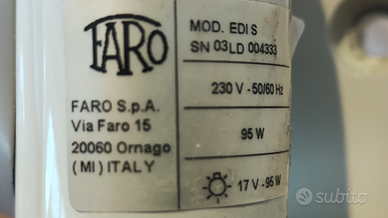 FARO
MOD. EDI S
SN 03LD 004333
230 V - 50/60 Hz
FARO S.p.A.
Via Faro 15
20060 Ornago
( MI ) ITALY
95 W
17 V - 95 W
subito